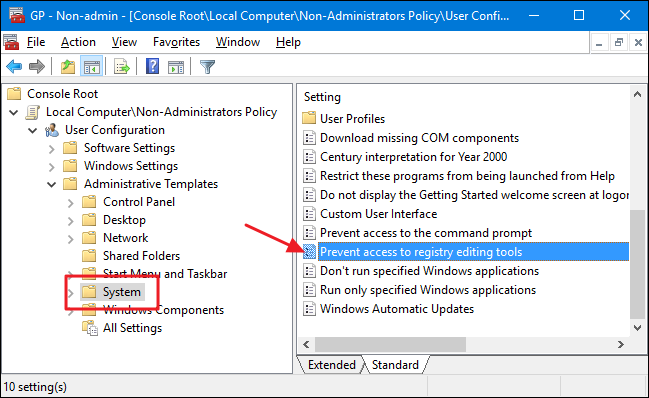 GP - Non-admin - [Console Root\Local Computer\Non-Administrators Policy\User Confi...
File Action View Favorites Window Help
Console Root
Local Computer\Non-Administrators Policy
User Configuration
Software Settings
Windows Settings
Administrative Templates
Control Panel
Desktop
Network
Shared Folders
Start Menu and Taskbar
System
Windows Components
All Settings
Setting
User Profiles
Download missing COM components
Century interpretation for Year 2000
Restrict these programs from being launched from Help
Do not display the Getting Started welcome screen at logon
Custom User Interface
Prevent access to the command prompt
Prevent access to registry editing tools
Don't run specified Windows applications
Run only specified Windows applications
Windows Automatic Updates
Extended Standard
10 setting(s)